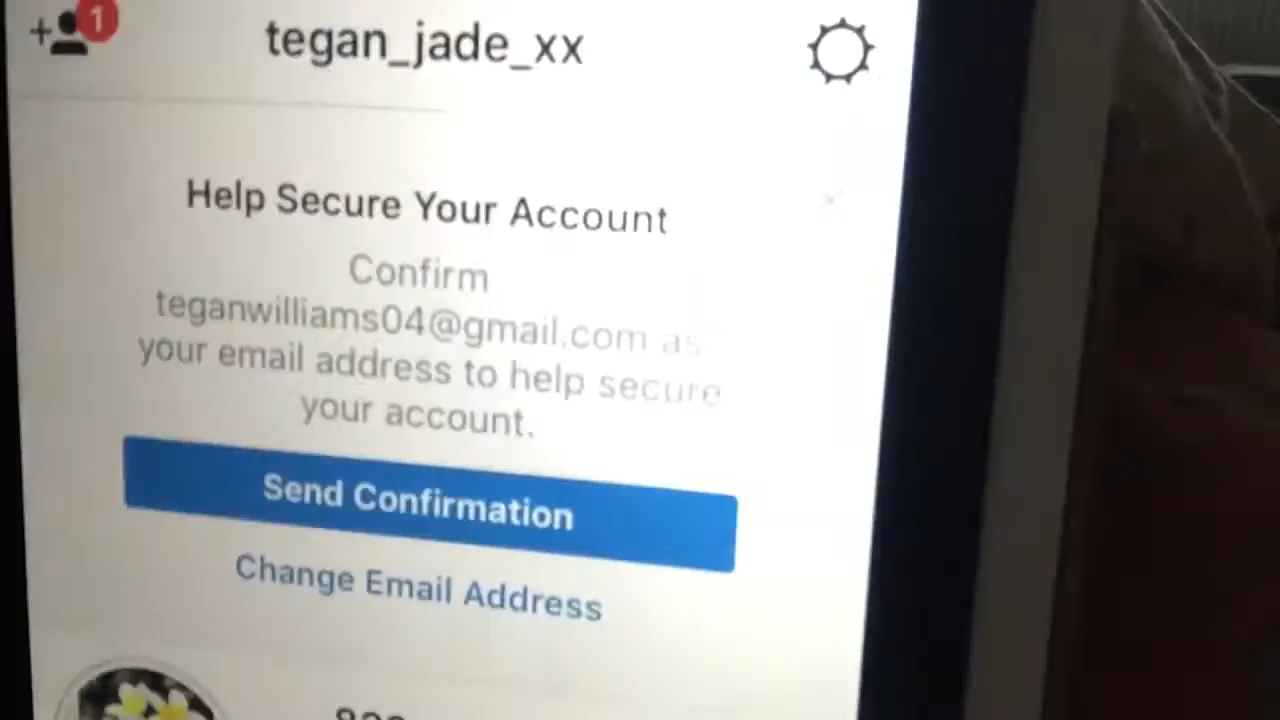 1
tegan_jade_xx
Help Secure Your Account
Confirm
teganwilliams04@gmail.com as
your email address to help secure
your account.
Send Confirmation
Change Email Address